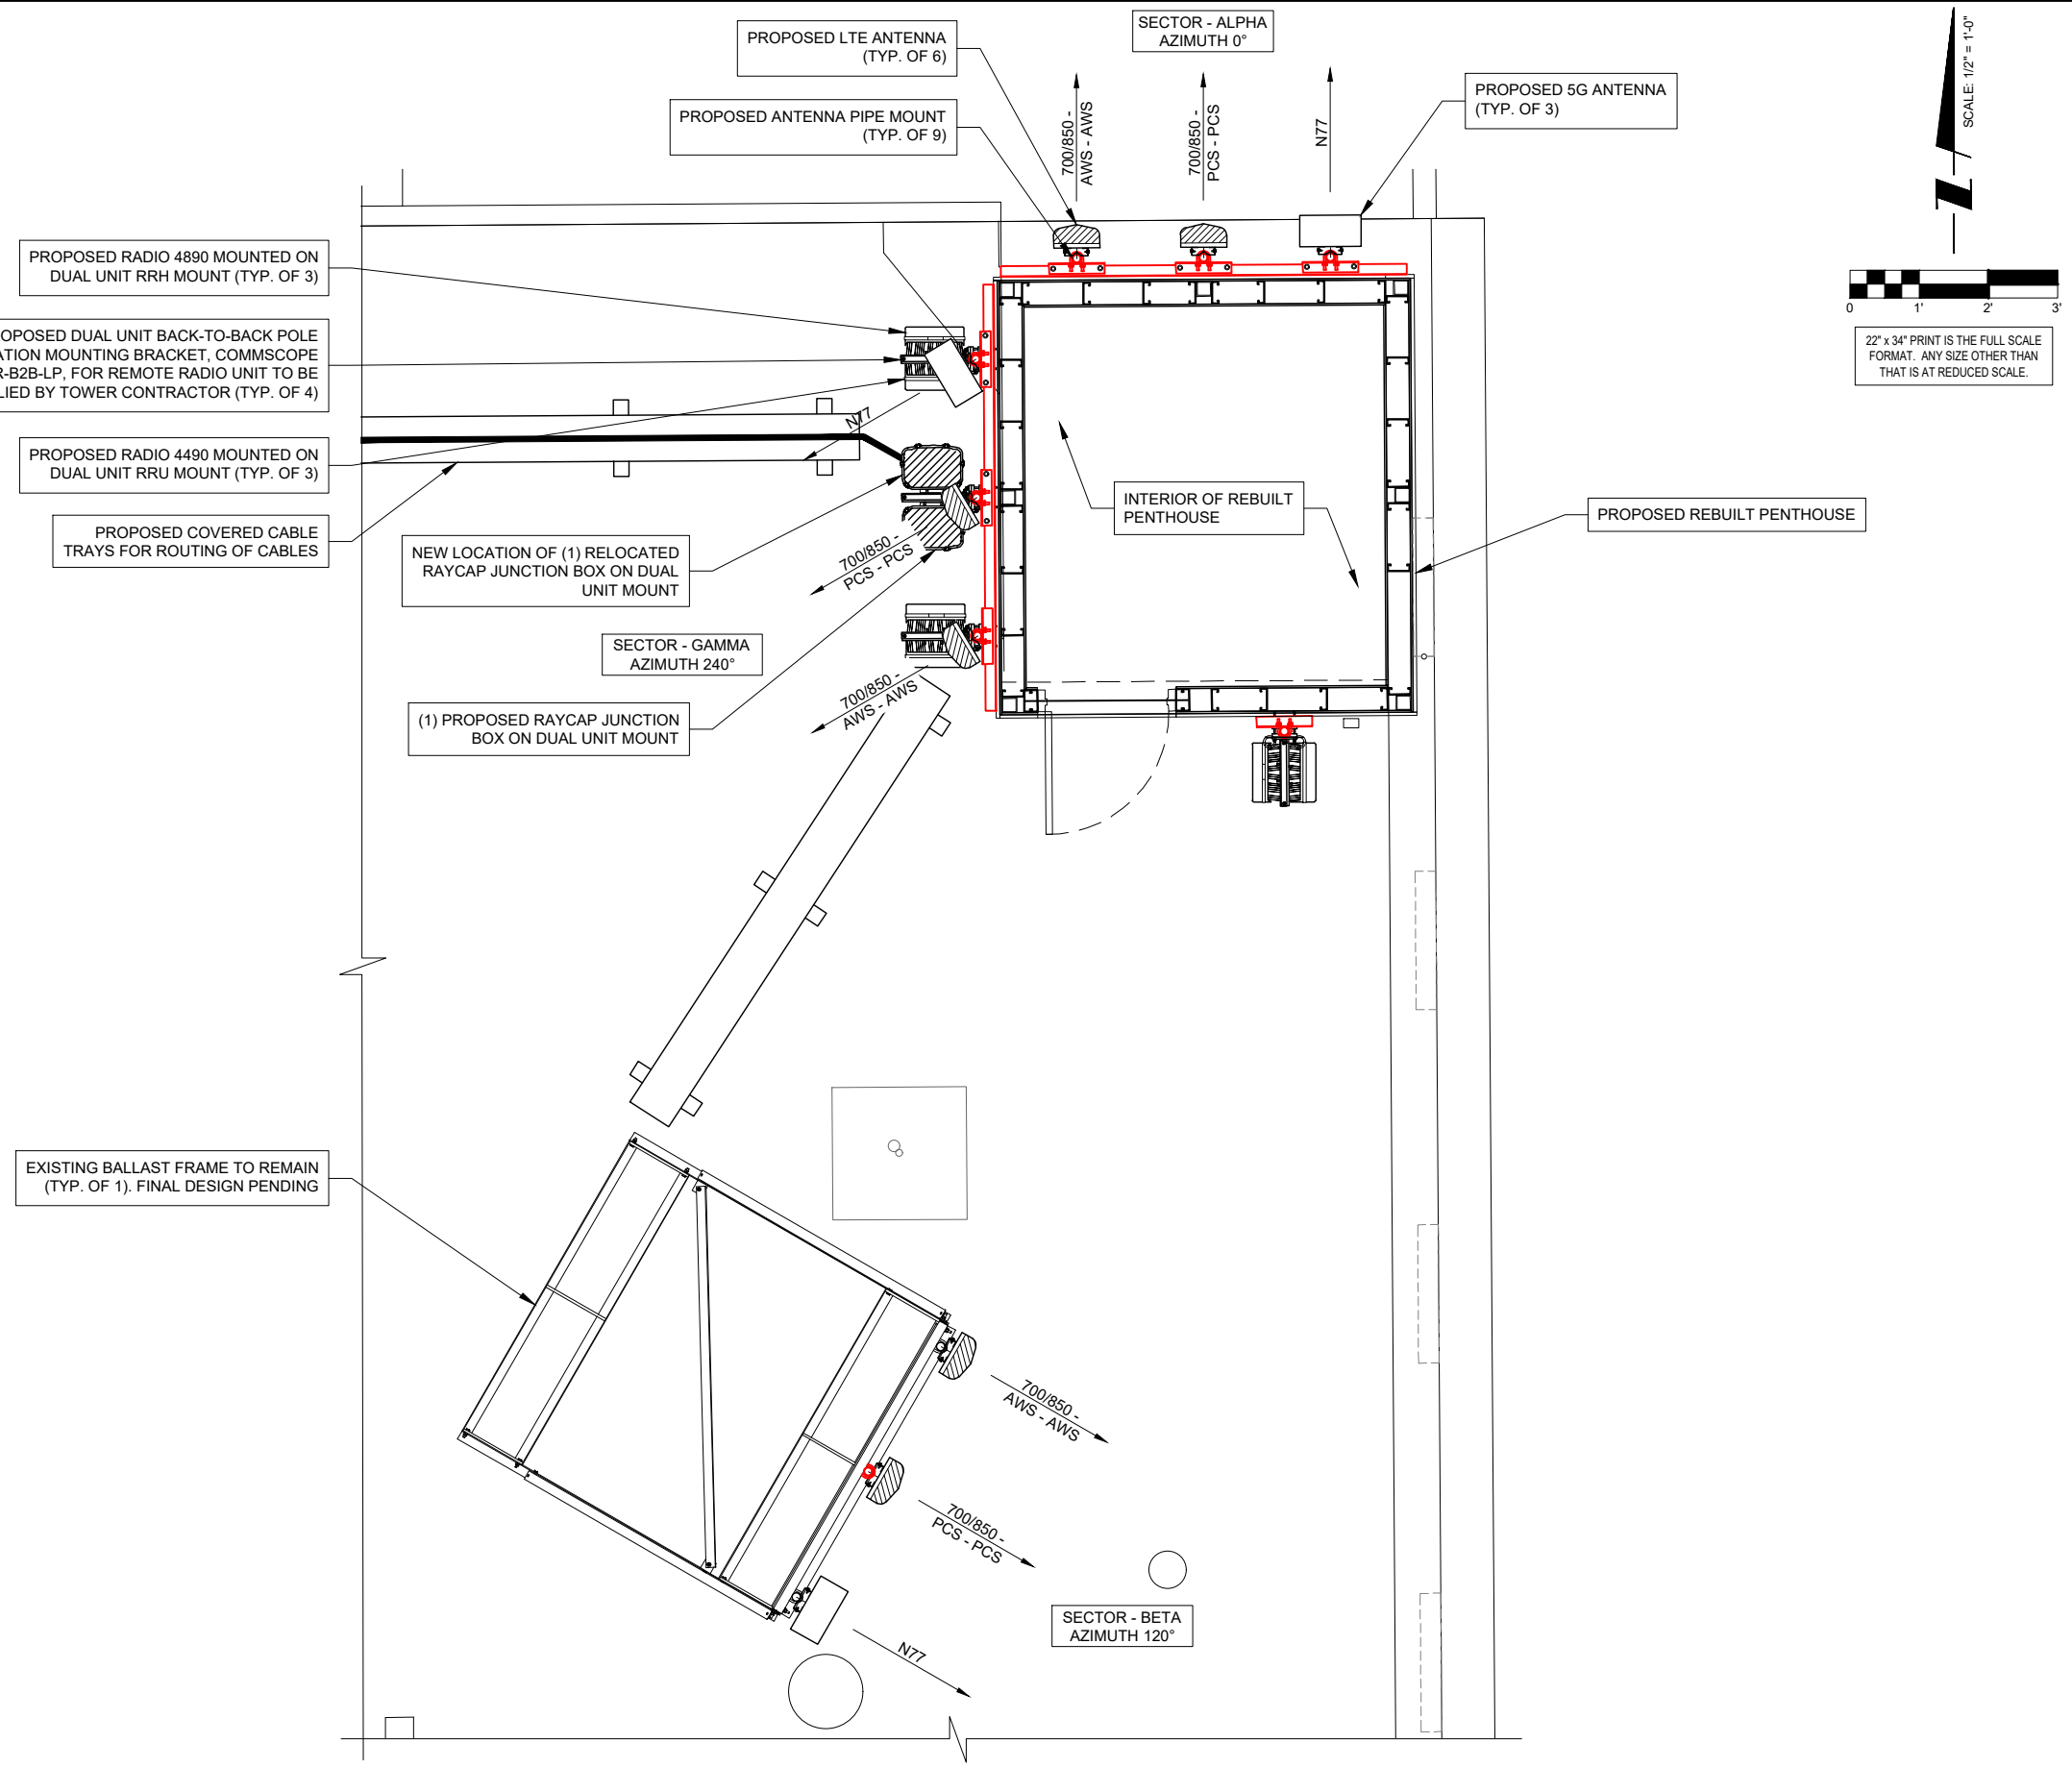 SECTOR - ALPHA
AZIMUTH 0°
PROPOSED LTE ANTENNA
(TYP. OF 6)
PROPOSED ANTENNA PIPE MOUNT
(TYP. OF 9)
700/850 -
AWS - AWS
700/850 -
PCS - PCS
N77
PROPOSED 5G ANTENNA
(TYP. OF 3)
SCALE: 1/2" = 1'-0"
N
0 1' 2' 3'
22" x 34" PRINT IS THE FULL SCALE
FORMAT. ANY SIZE OTHER THAN
THAT IS AT REDUCED SCALE.
PROPOSED RADIO 4890 MOUNTED ON
DUAL UNIT RRH MOUNT (TYP. OF 3)
OPOSED DUAL UNIT BACK-TO-BACK POLE
ATION MOUNTING BRACKET, COMMSCOPE
R-B2B-LP, FOR REMOTE RADIO UNIT TO BE
LIED BY TOWER CONTRACTOR (TYP. OF 4)
PROPOSED RADIO 4490 MOUNTED ON
DUAL UNIT RRU MOUNT (TYP. OF 3)
PROPOSED COVERED CABLE
TRAYS FOR ROUTING OF CABLES
N77
NEW LOCATION OF (1) RELOCATED
RAYCAP JUNCTION BOX ON DUAL
UNIT MOUNT
700/850 -
PCS - PCS
INTERIOR OF REBUILT
PENTHOUSE
PROPOSED REBUILT PENTHOUSE
SECTOR - GAMMA
AZIMUTH 240°
700/850 -
AWS - AWS
(1) PROPOSED RAYCAP JUNCTION
BOX ON DUAL UNIT MOUNT
EXISTING BALLAST FRAME TO REMAIN
(TYP. OF 1). FINAL DESIGN PENDING
700/850 -
AWS - AWS
700/850 -
PCS - PCS
SECTOR - BETA
AZIMUTH 120°
N77